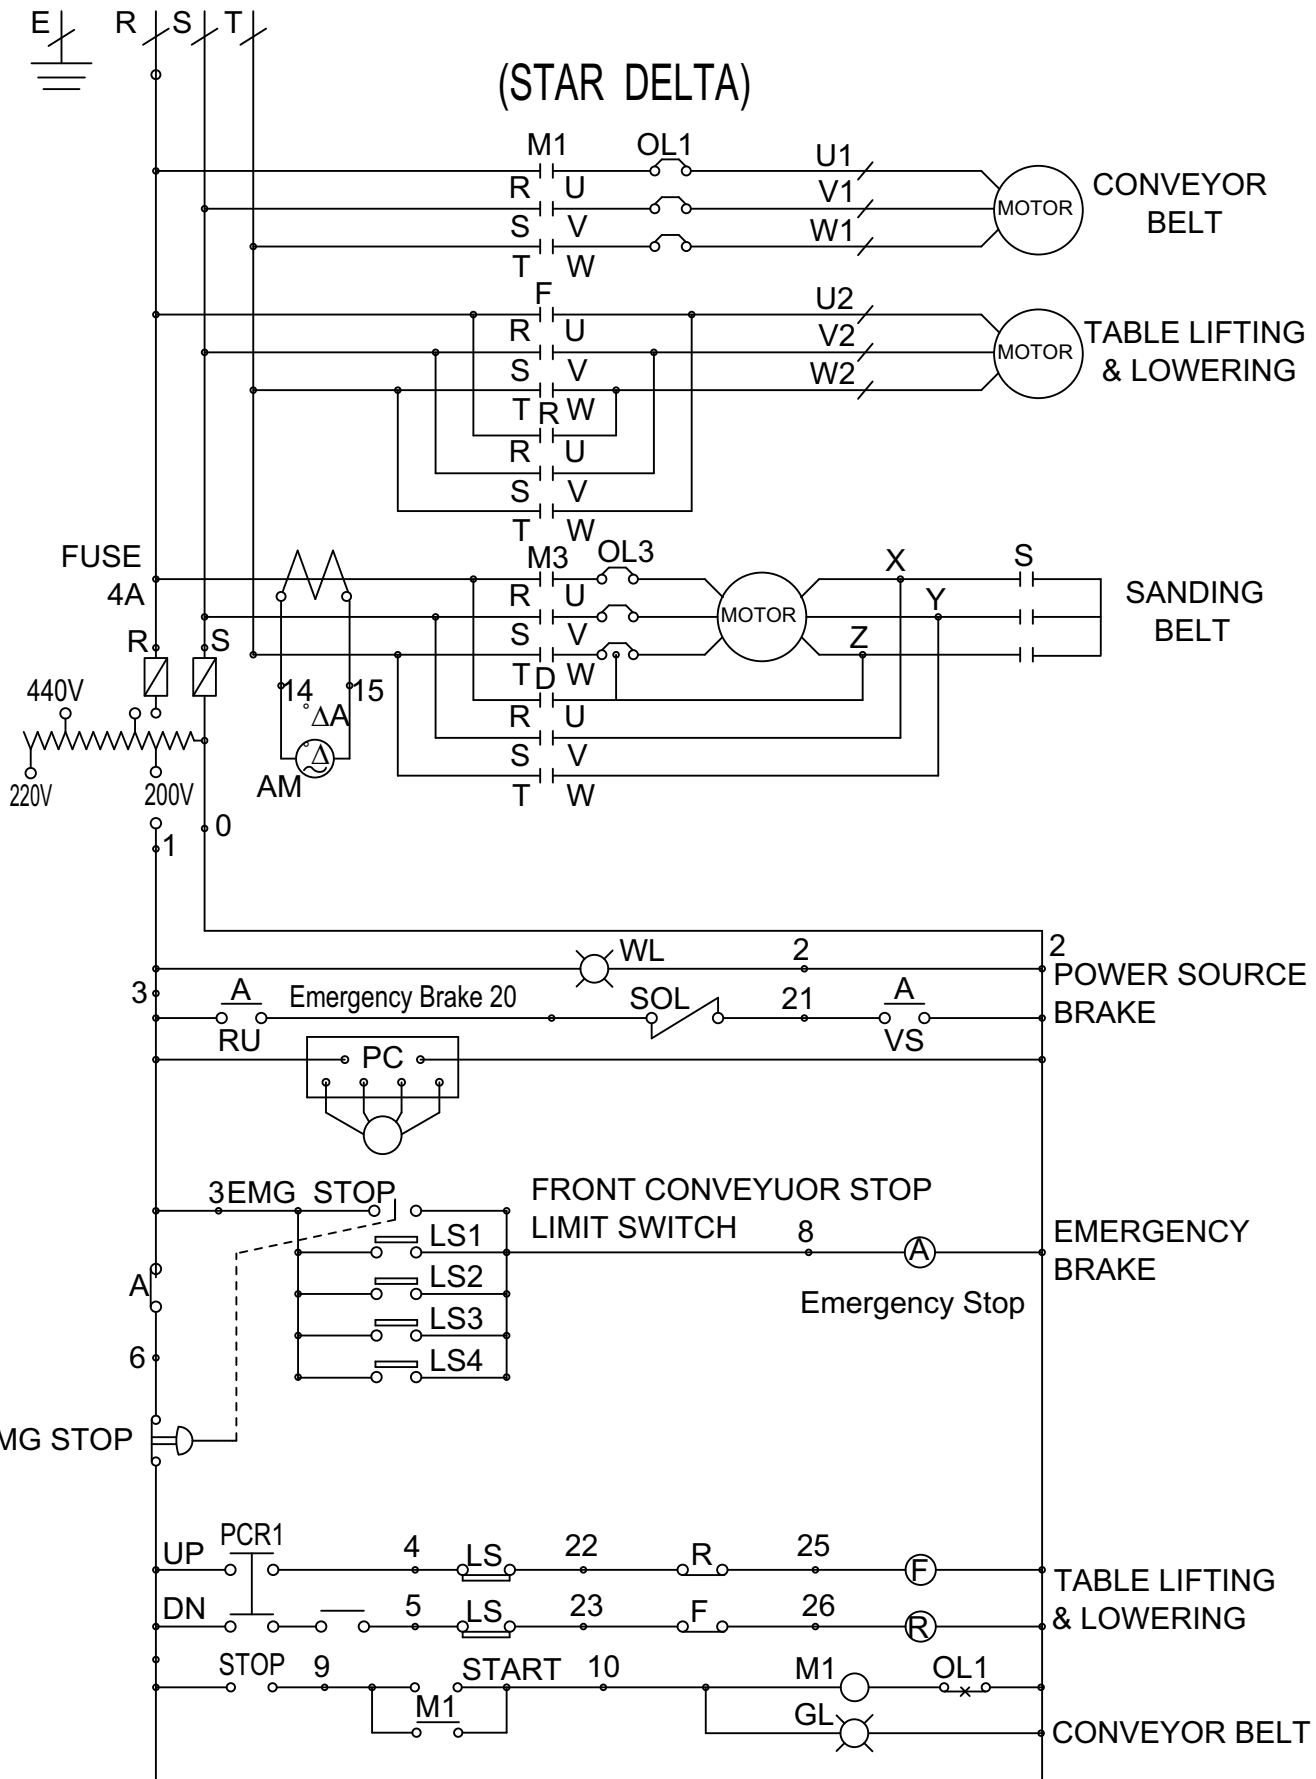 E R S T
(STAR DELTA)
M1 OL1 U1
R U V1
S V W1
T W
MOTOR
CONVEYOR
BELT
F U2
R U V2
S V W2
T R W
R U
S V
T W
MOTOR
TABLE LIFTING
& LOWERING
FUSE
4A
R S
M3 OL3 X S
R U Y
S V Z
T D W
R U
S V
T W
MOTOR
SANDING
BELT
440V
14 15
ΔA
Δ
AM
220V
200V
0
1
WL 2 2
POWER SOURCE
3 A Emergency Brake 20 SOL 21 A
BRAKE
RU VS
PC
3EMG STOP
FRONT CONVEYUOR STOP
LIMIT SWITCH
LS1
LS2
LS3
LS4
8
A
EMERGENCY
BRAKE
Emergency Stop
A
6
MG STOP
UP PCR1 4 LS 22 R 25 F
DN 5 LS 23 F 26 R
TABLE LIFTING
& LOWERING
STOP 9 START 10 M1 OL1
M1
GL
CONVEYOR BELT